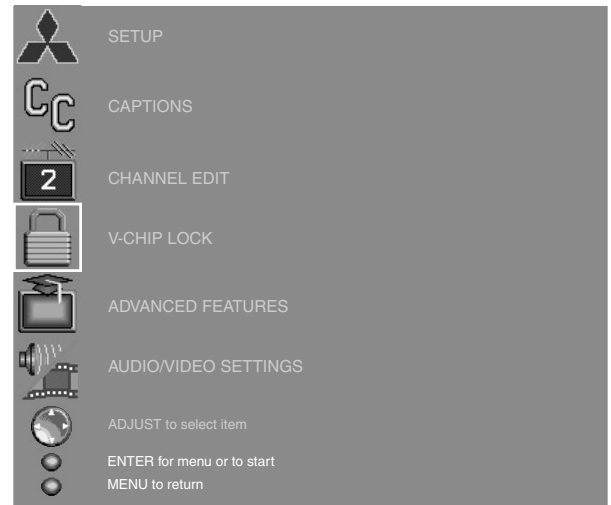 SETUP
CC
CAPTIONS
2
CHANNEL EDIT
V-CHIP LOCK
ADVANCED FEATURES
AUDIO/VIDEO SETTINGS
ADJUST to select item
ENTER for menu or to start
MENU to return